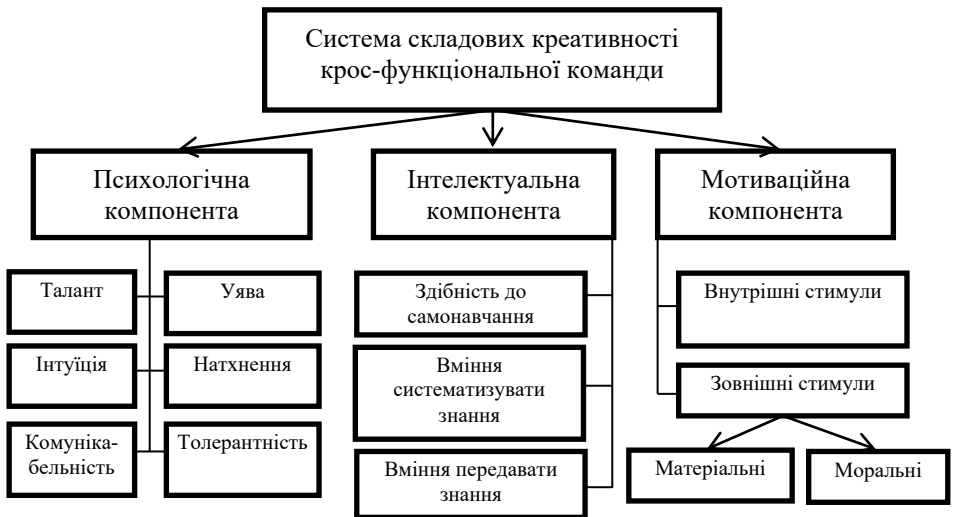 Система складових креативності
крос-функціональної команди
Психологічна
компонента
Інтелектуальна
компонента
Мотиваційна
компонента
Талант
Уява
Інтуїція
Натхнення
Комуніка-
бельність
Толерантність
Здібність до
самонавчання
Вміння
систематизувати
знання
Вміння передавати
знання
Внутрішні стимули
Зовнішні стимули
Матеріальні
Моральні